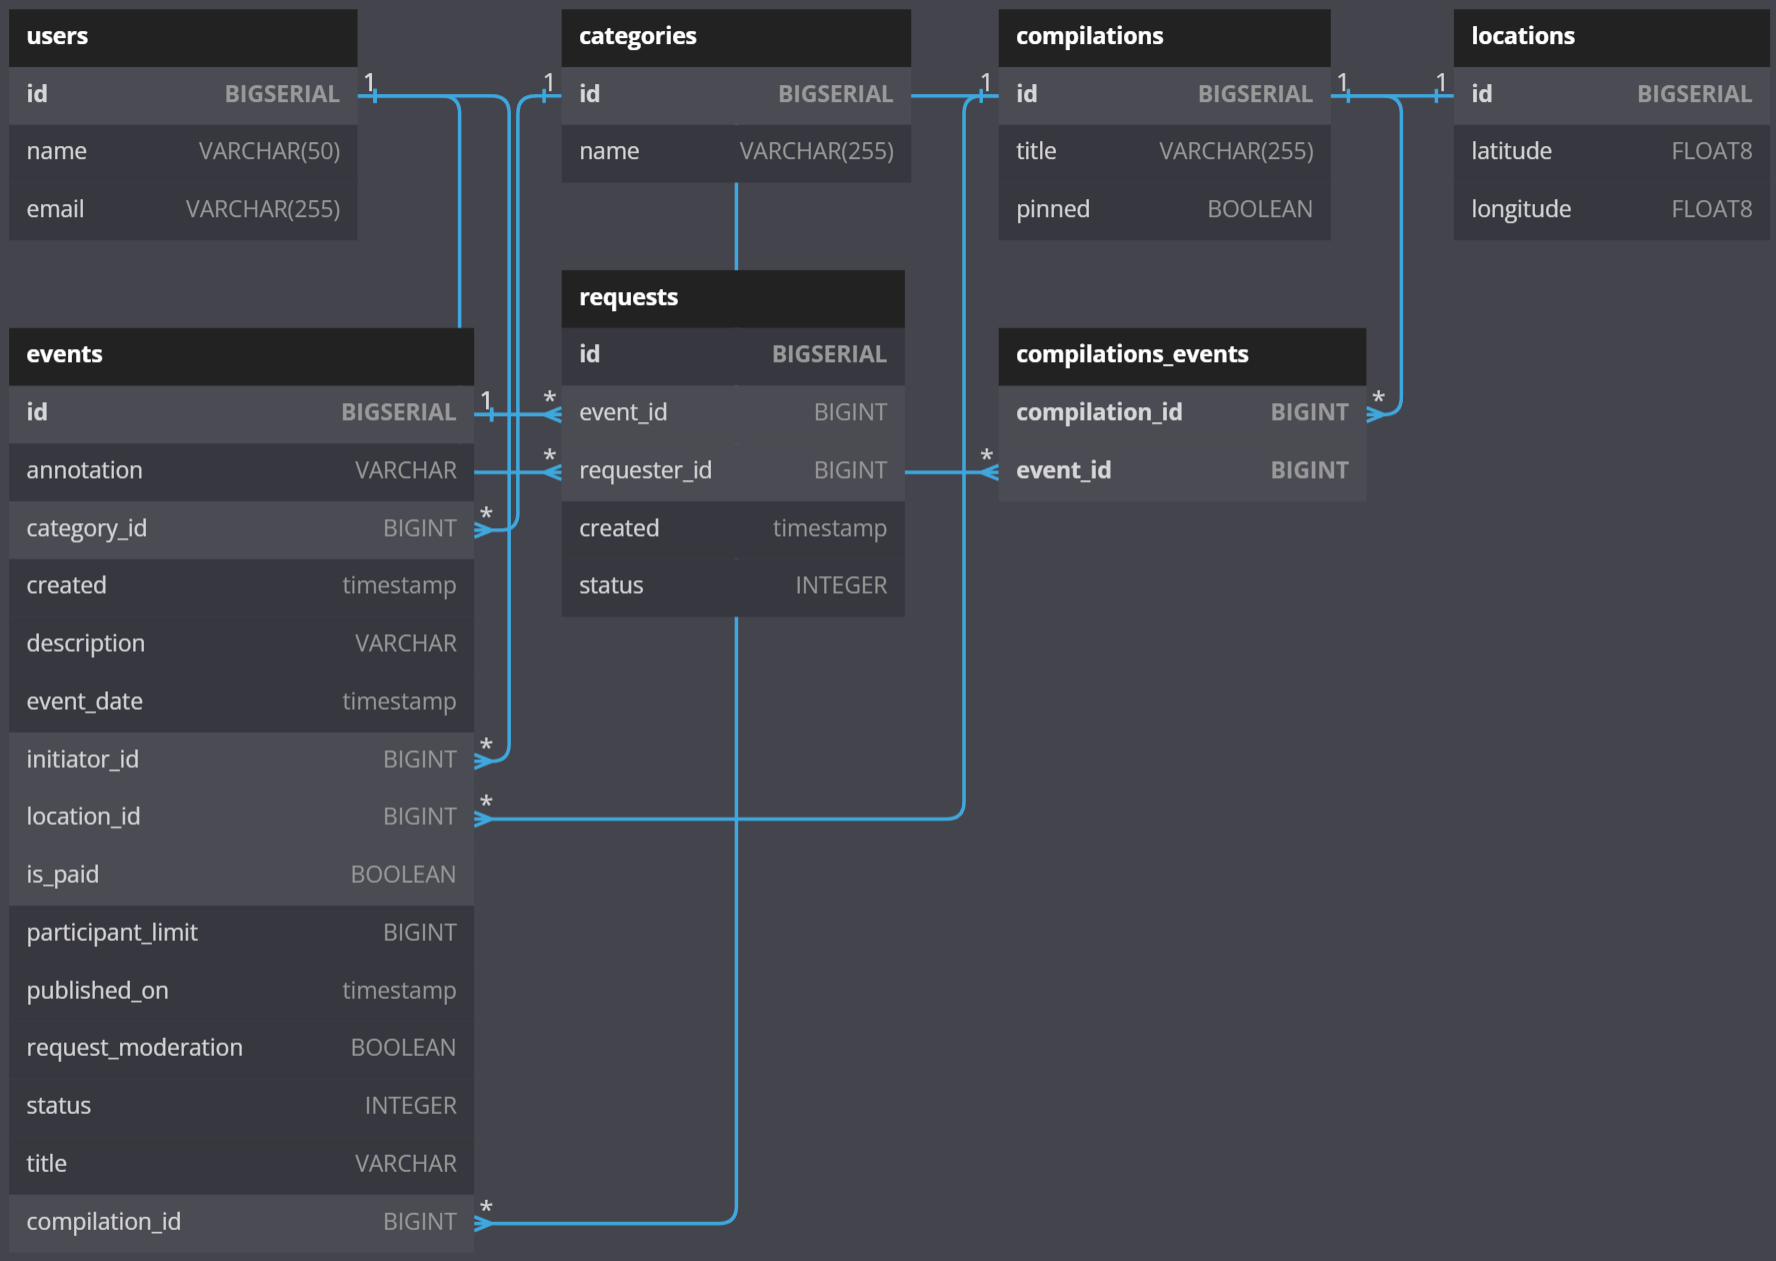 users
id BIGSERIAL
name VARCHAR(50)
email VARCHAR(255)
1
categories
1
id BIGSERIAL
name VARCHAR(255)
compilations
1
id BIGSERIAL
1
title VARCHAR(255)
pinned BOOLEAN
locations
1
id BIGSERIAL
latitude FLOAT8
longitude FLOAT8
events
id BIGSERIAL
1
annotation VARCHAR
category_id BIGINT
*
created timestamp
description VARCHAR
event_date timestamp
initiator_id BIGINT
*
location_id BIGINT
*
is_paid BOOLEAN
participant_limit BIGINT
published_on timestamp
request_moderation BOOLEAN
status INTEGER
title VARCHAR
compilation_id BIGINT
*
requests
id BIGSERIAL
*
event_id BIGINT
*
requester_id BIGINT
created timestamp
status INTEGER
compilations_events
compilation_id BIGINT
*
*
event_id BIGINT